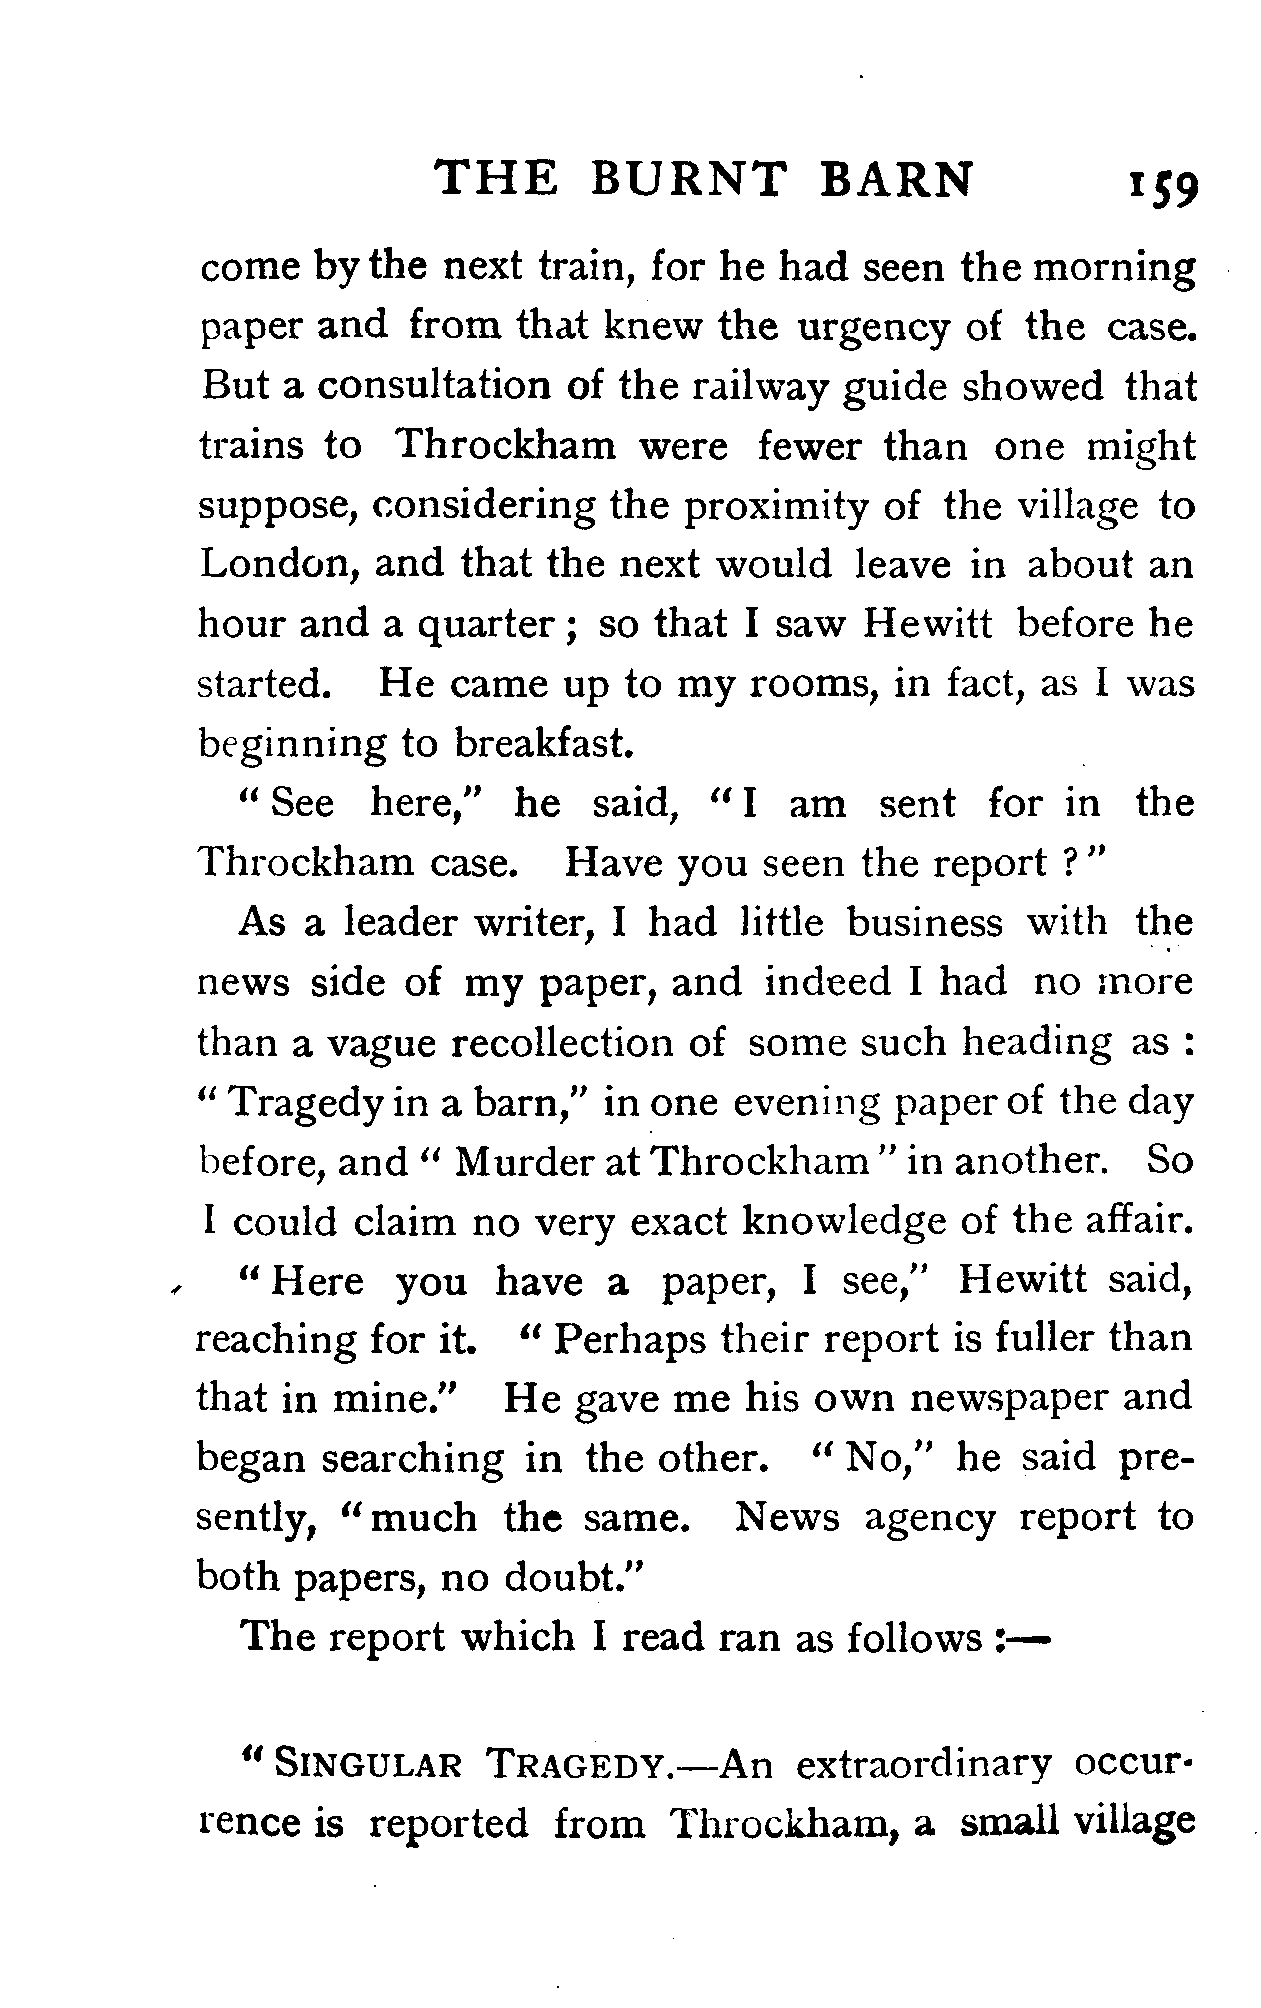 THE BURNT BARN 159
come by the next train, for he had seen the morning
paper and from that knew the urgency of the case.
But a consultation of the railway guide showed that
trains to Throckham were fewer than one might
suppose, considering the proximity of the village to
London, and that the next would leave in about an
hour and a quarter ; so that I saw Hewitt before he
started. He came up to my rooms, in fact, as I was
beginning to breakfast.
“ See here,” he said, “ I am sent for in the
Throckham case. Have you seen the report ? ”
As a leader writer, I had little business with the
news side of my paper, and indeed I had no more
than a vague recollection of some such heading as :
“ Tragedy in a barn,” in one evening paper of the day
before, and “ Murder at Throckham ” in another. So
I could claim no very exact knowledge of the affair.
“ Here you have a paper, I see,” Hewitt said,
reaching for it. “ Perhaps their report is fuller than
that in mine.” He gave me his own newspaper and
began searching in the other. “ No,” he said pre-
sently, “ much the same. News agency report to
both papers, no doubt.”
The report which I read ran as follows :—
“ SINGULAR TRAGEDY.—An extraordinary occur-
rence is reported from Throckham, a small village